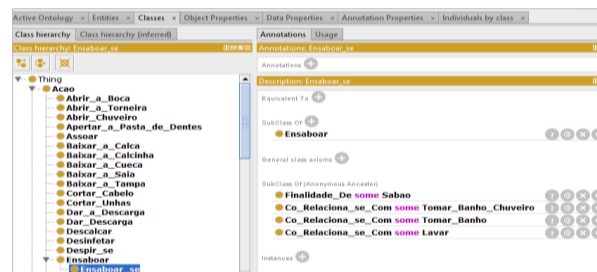 Active Ontology × Entities × Classes × Object Properties × Data Properties × Annotation Properties × Individuals by class ×
Class hierarchy Class hierarchy (inferred)
Class hierarchy: Ensaboar_se
Thing
Acao
Abrir_a_Boca
Abrir_a_Torneira
Abrir_Chuveiro
Apertar_a_Pasta_de_Dentes
Assoar
Baixar_a_Calca
Baixar_a_Calcinha
Baixar_a_Cueca
Baixar_a_Saia
Baixar_a_Tampa
Cortar_Cabelo
Cortar_Unhas
Dar_a_Descarga
Dar_Descarga
Descalcar
Desinfetar
Despir_se
Ensaboar
Ensaboar_se
Annotations Usage
Annotations: Ensaboar_se
Annotations
Description: Ensaboar_se
Equivalent To
SubClass Of
Ensaboar
General class axioms
SubClass Of (Anonymous Ancestor)
Finalidade_De some Sabao
Co_Relaciona_se_Com some Tomar_Banho_Chuveiro
Co_Relaciona_se_Com some Tomar_Banho
Co_Relaciona_se_Com some Lavar
Instances